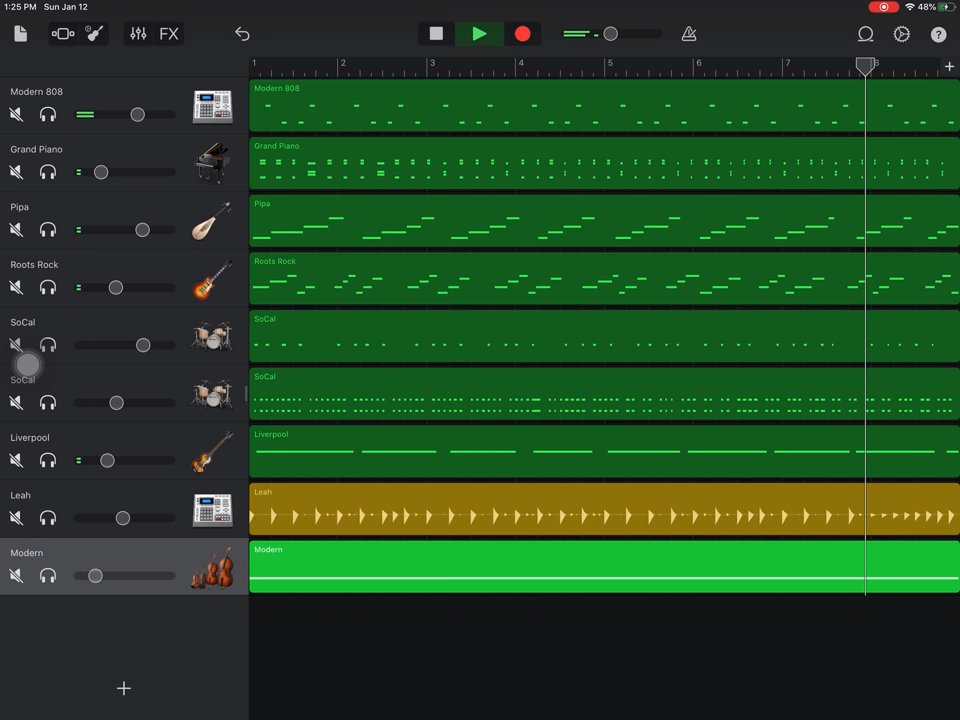 1:25 PM Sun Jan 12
48%
FX
?
1 2 3 4 5 6 7 8
+
Modern 808
Modern 808
Grand Piano
Grand Piano
Pipa
Pipa
Roots Rock
Roots Rock
SoCal
SoCal
SoCal
SoCal
Liverpool
Liverpool
Leah
Leah
Modern
Modern
+